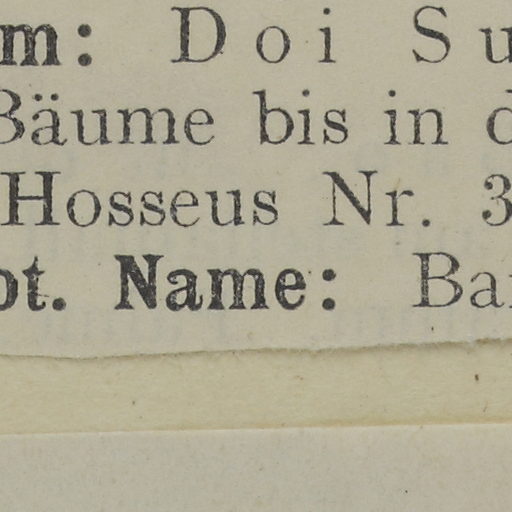 m: Doi Su
Bäume bis in d
Hosseus Nr. 3
ot. Name: Ba